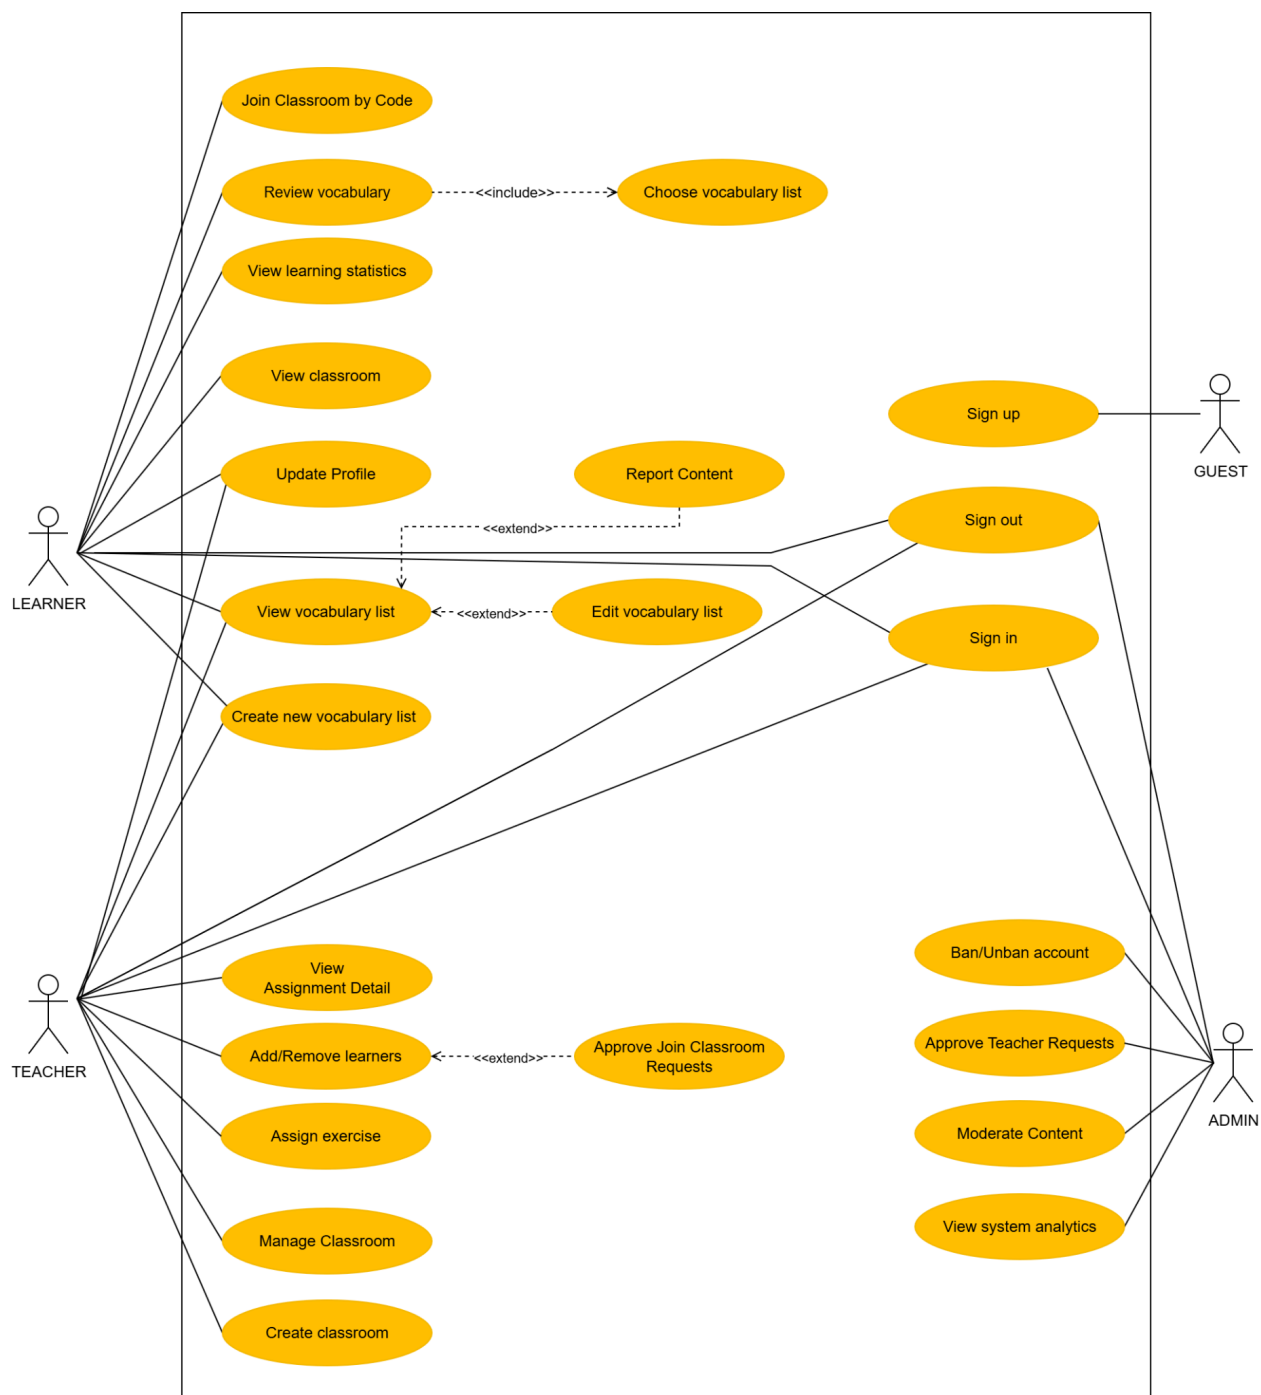 Join Classroom by Code
Review vocabulary
<<include>>
Choose vocabulary list
View learning statistics
View classroom
Sign up
GUEST
Update Profile
Report Content
<<extend>>
Sign out
LEARNER
View vocabulary list
<<extend>>
Edit vocabulary list
Sign in
Create new vocabulary list
View
Assignment Detail
Ban/Unban account
TEACHER
Add/Remove learners
<<extend>>
Approve Join Classroom
Requests
Approve Teacher Requests
ADMIN
Assign exercise
Moderate Content
Manage Classroom
View system analytics
Create classroom